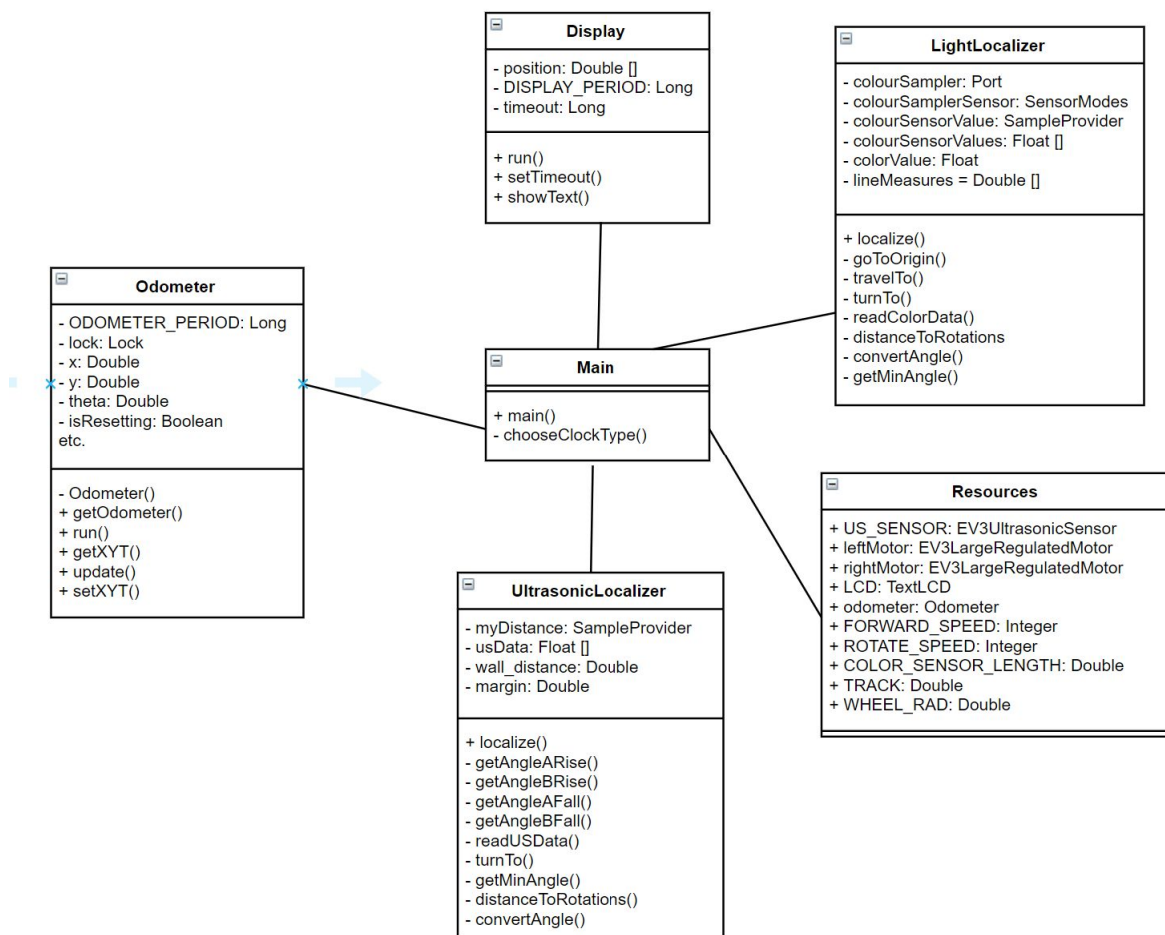 Display
- position: Double []
- DISPLAY_PERIOD: Long
- timeout: Long
+ run()
+ setTimeout()
+ showText()
LightLocalizer
- colourSampler: Port
- colourSamplerSensor: SensorModes
- colourSensorValue: SampleProvider
- colourSensorValues: Float []
- colorValue: Float
- lineMeasures = Double []
+ localize()
- goToOrigin()
- travelTo()
- turnTo()
- readColorData()
- distanceToRotations
- convertAngle()
- getMinAngle()
Odometer
- ODOMETER_PERIOD: Long
- lock: Lock
- x: Double
- y: Double
- theta: Double
- isResetting: Boolean
etc.
- Odometer()
+ getOdometer()
+ run()
+ getXYT()
+ update()
+ setXYT()
Main
+ main()
- chooseClockType()
Resources
+ US_SENSOR: EV3UltrasonicSensor
+ leftMotor: EV3LargeRegulatedMotor
+ rightMotor: EV3LargeRegulatedMotor
+ LCD: TextLCD
+ odometer: Odometer
+ FORWARD_SPEED: Integer
+ ROTATE_SPEED: Integer
+ COLOR_SENSOR_LENGTH: Double
+ TRACK: Double
+ WHEEL_RAD: Double
UltrasonicLocalizer
- myDistance: SampleProvider
- usData: Float []
- wall_distance: Double
- margin: Double
+ localize()
- getAngleARise()
- getAngleBRise()
- getAngleAFall()
- getAngleBFall()
- readUSData()
- turnTo()
- getMinAngle()
- distanceToRotations()
- convertAngle()